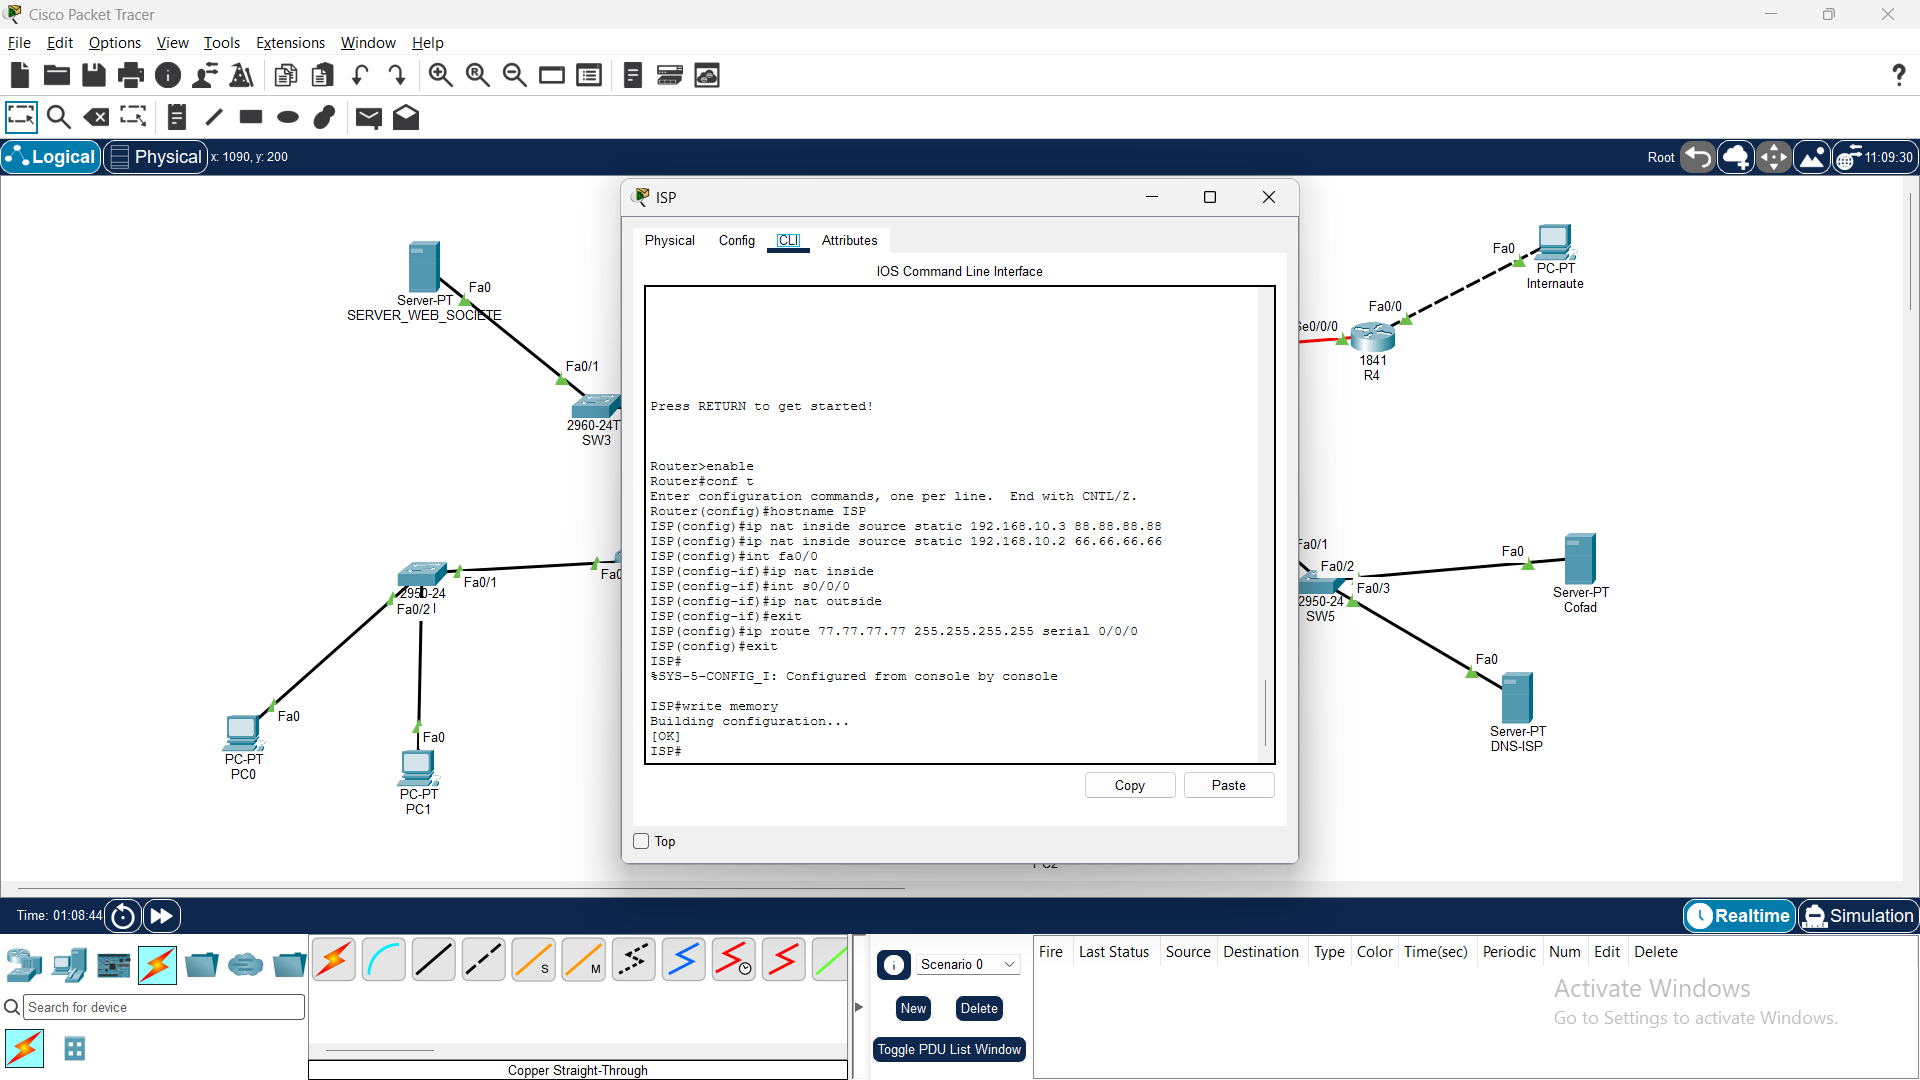 Cisco Packet Tracer
File Edit Options View Tools Extensions Window Help
Logical Physical x: 1090, y: 200
Root 11:09:30
ISP
Physical Config CLI Attributes
IOS Command Line Interface
Press RETURN to get started!
Router>enable
Router#conf t
Enter configuration commands, one per line.  End with CNTL/Z.
Router(config)#hostname ISP
ISP(config)#ip nat inside source static 192.168.10.3 88.88.88.88
ISP(config)#ip nat inside source static 192.168.10.2 66.66.66.66
ISP(config)#int fa0/0
ISP(config-if)#ip nat inside
ISP(config-if)#int s0/0/0
ISP(config-if)#ip nat outside
ISP(config-if)#exit
ISP(config)#ip route 77.77.77.77 255.255.255.255 serial 0/0/0
ISP(config)#exit
ISP#
%SYS-5-CONFIG_I: Configured from console by console
ISP#write memory
Building configuration...
[OK]
ISP#
Copy Paste
Top
Fa0
Server-PT
SERVER_WEB_SOCIETE
Fa0/1
2960-24T
SW3
Fa0/1
2950-24
Fa0/2
Fa0
PC-PT
PC0
Fa0
PC-PT
PC1
Fa0
PC-PT
Internaute
Fa0/0
Se0/0/0
1841
R4
Fa0/1
Fa0/2
Fa0/3
2950-24
SW5
Fa0
Server-PT
Cofad
Fa0
Server-PT
DNS-ISP
PC2
Time: 01:08:44
Realtime Simulation
Search for device
S
M
Copper Straight-Through
Scenario 0
New Delete
Toggle PDU List Window
Fire Last Status Source Destination Type Color Time(sec) Periodic Num Edit Delete
Activate Windows
Go to Settings to activate Windows.